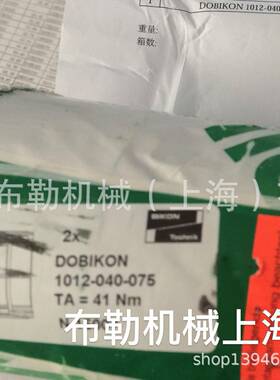 DOBIKON 1012-040-
重量:
箱数:
布勒机械（上海）
2x
BIKON
Technik
DOBIKON
1012-040-075
TA = 41 Nm
布勒机械上海
shop13946